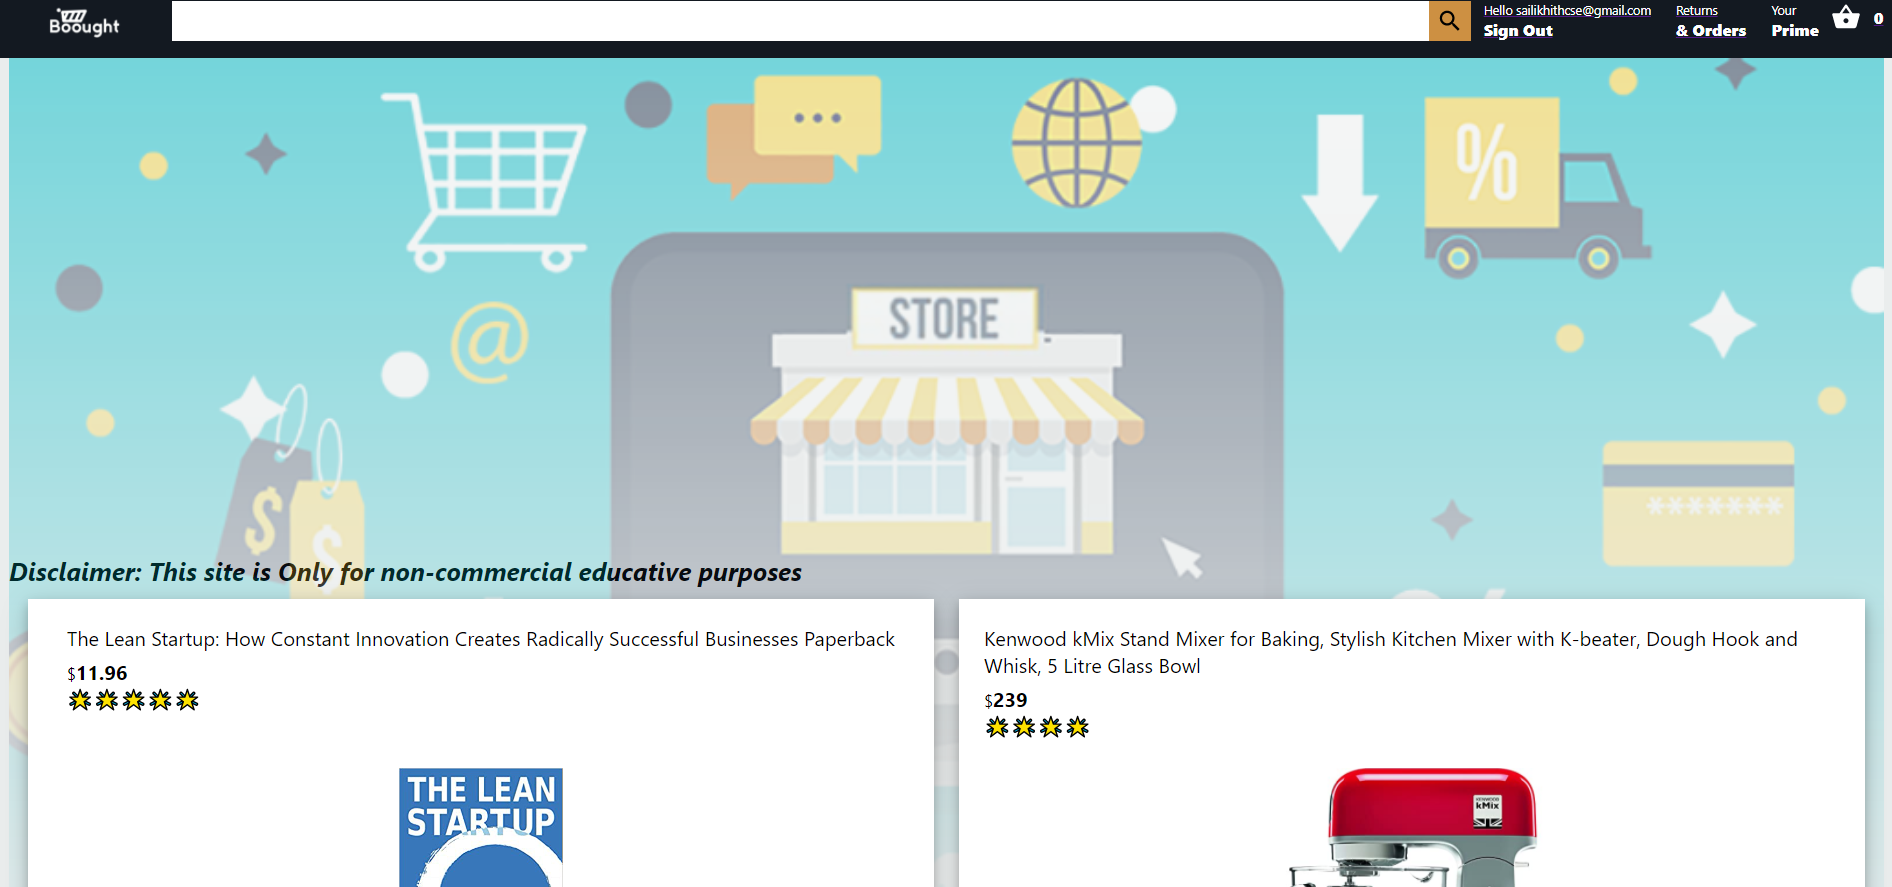 Boought
Hello sailikhithcse@gmail.com
Sign Out
Returns
& Orders
Your
Prime
0
%
STORE
@
$
$
*******
Disclaimer: This site is Only for non-commercial educative purposes
The Lean Startup: How Constant Innovation Creates Radically Successful Businesses Paperback
$11.96
THE LEAN
STARTUP
Kenwood kMix Stand Mixer for Baking, Stylish Kitchen Mixer with K-beater, Dough Hook and
Whisk, 5 Litre Glass Bowl
$239
KENWOOD
kMix